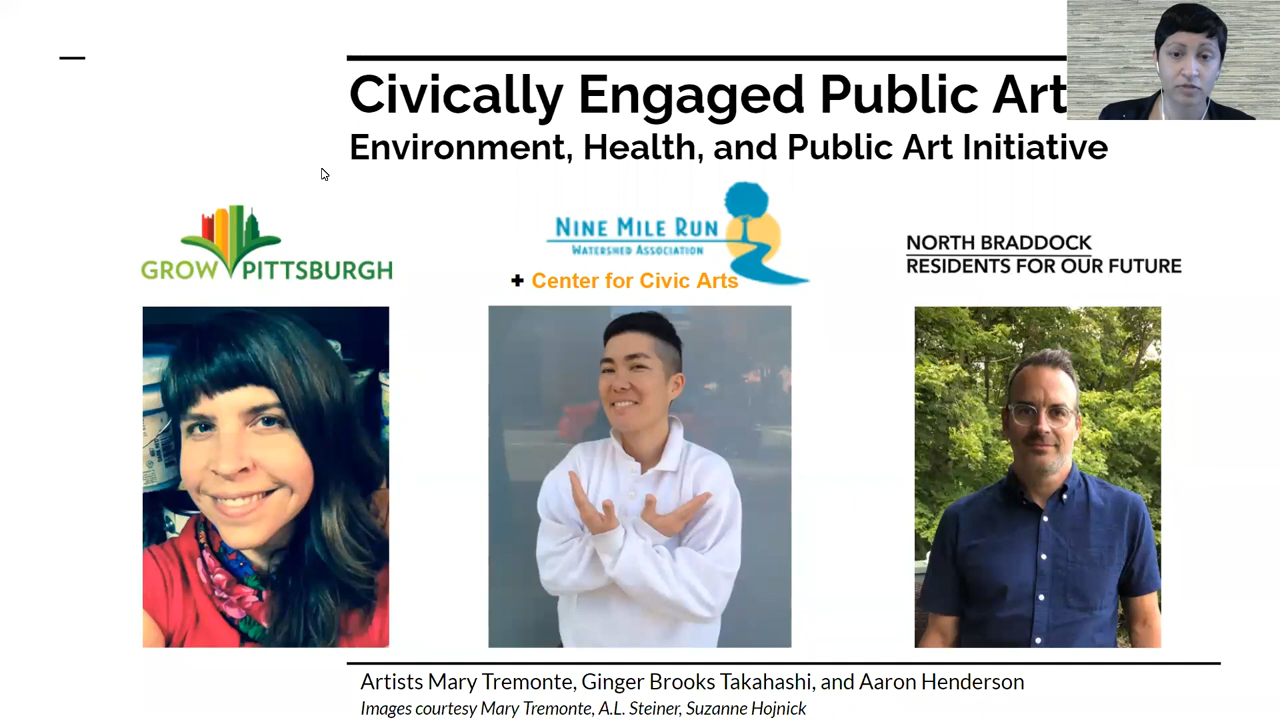 Civically Engaged Public Art
Environment, Health, and Public Art Initiative
GROW PITTSBURGH
NINE MILE RUN
WATERSHED ASSOCIATION
+ Center for Civic Arts
NORTH BRADDOCK
RESIDENTS FOR OUR FUTURE
Artists Mary Tremonte, Ginger Brooks Takahashi, and Aaron Henderson
Images courtesy Mary Tremonte, A.L. Steiner, Suzanne Hojnick